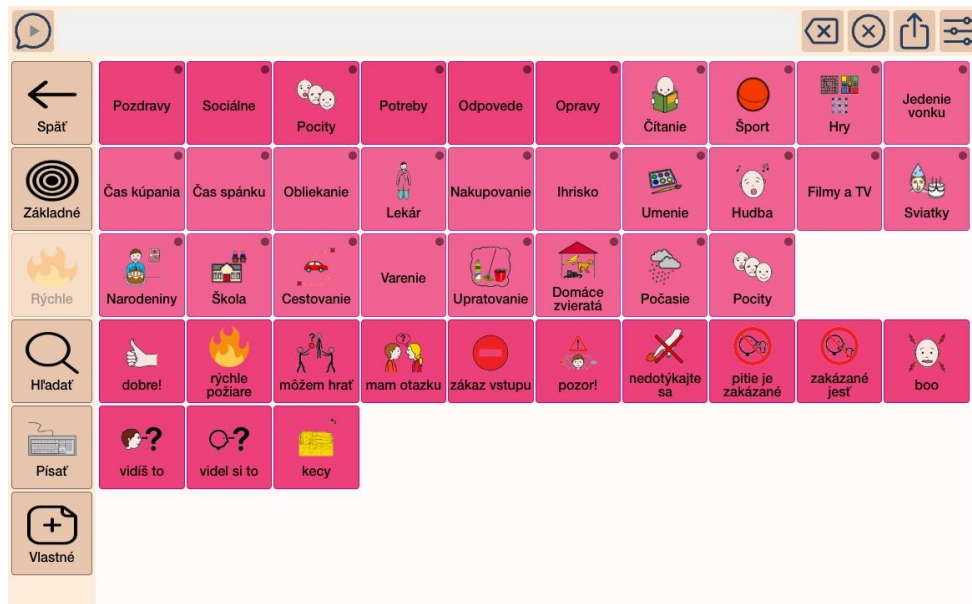 Späť
Pozdravy
Sociálne
Pocity
Potreby
Odpovede
Opravy
Čítanie
Šport
Hry
Jedenie
vonku
Základné
Čas kúpania
Čas spánku
Obliekanie
Lekár
Nakupovanie
Ihrisko
Umenie
Hudba
Filmy a TV
Sviatky
Rýchle
Narodeniny
Škola
Cestovanie
Varenie
Upratovanie
Domáce
zvieratá
Počasie
Pocity
Hľadať
dobre!
rýchle
požiare
môžem hrať
mam otazku
zákaz vstupu
pozor!
nedotýkajte
sa
pitie je
zakázané
zakázané
jesť
boo
Písať
vidíš to
videl si to
kecy
Vlastné